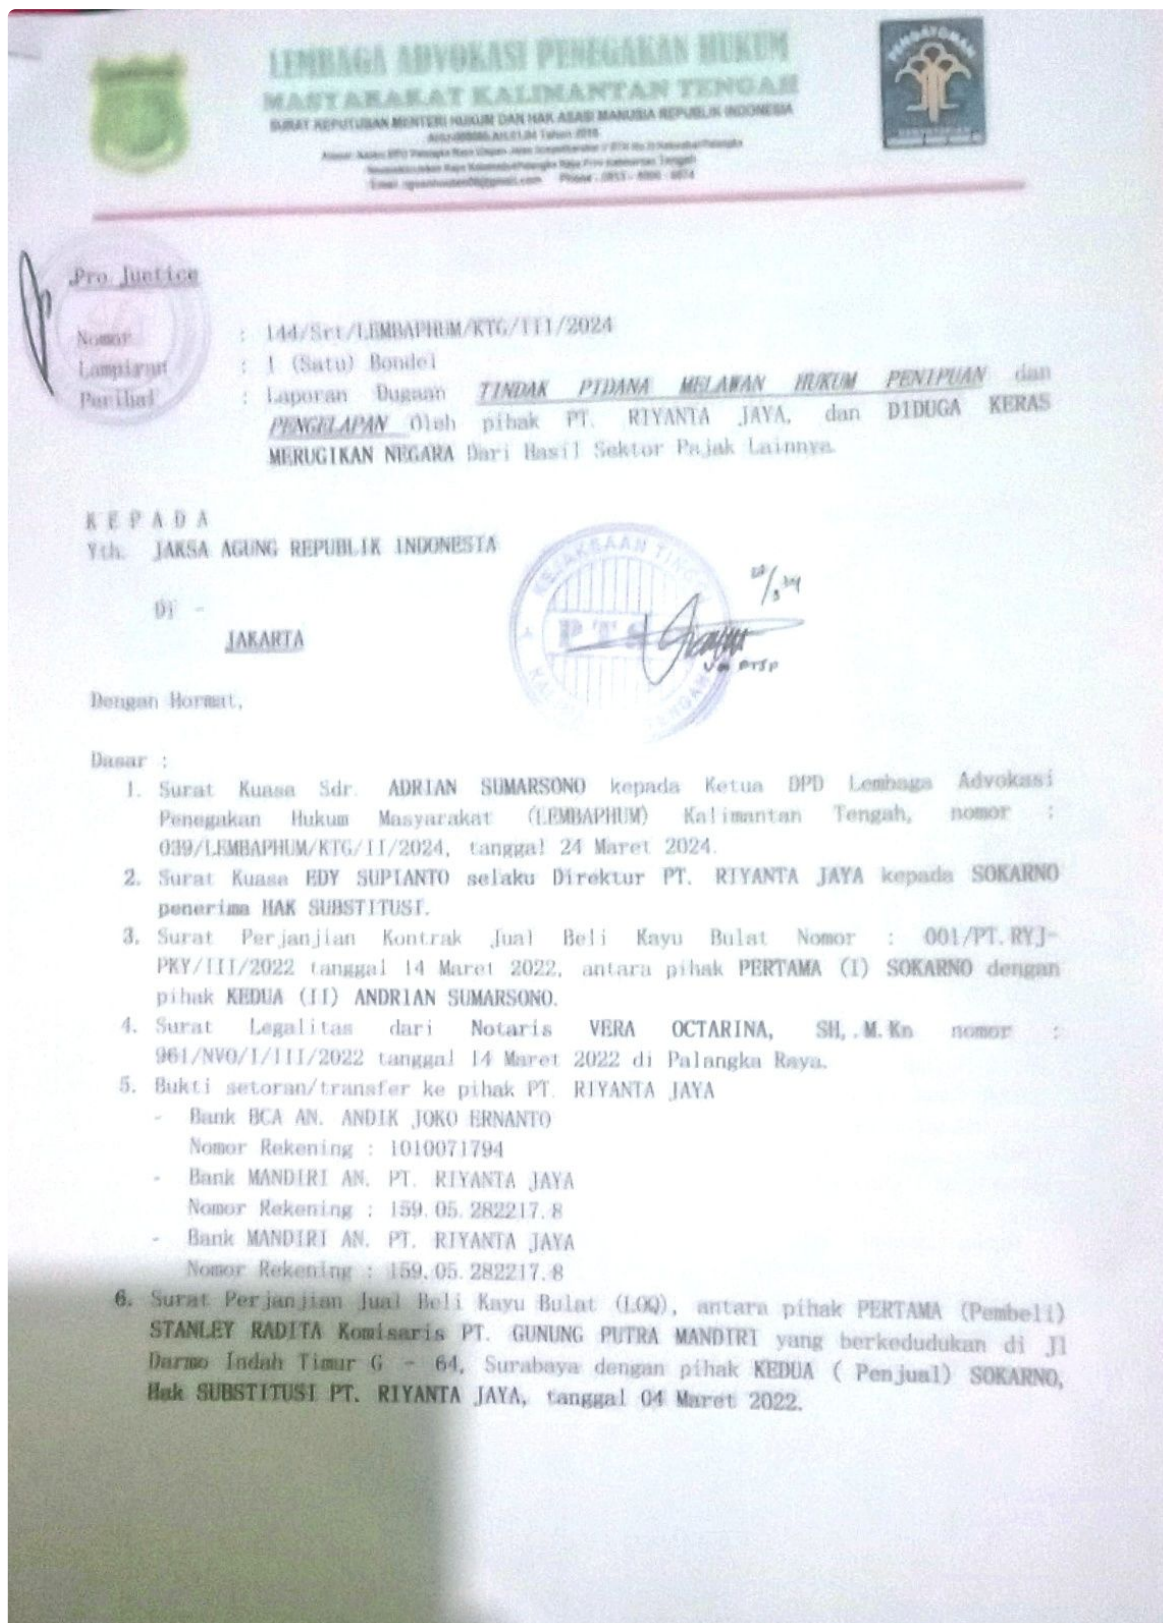 LEMBAGA ADVOKASI PENEGAKAN HUKUM
MASYARAKAT KALIMANTAN TENGAH
SURAT KEPUTUSAN MENTERI HUKUM DAN HAK ASASI MANUSIA REPUBLIK INDONESIA
Tahun 2016
PENGAYOMAN
Pro Justice
Nomor : 144/Srt/LEMBAPHUM/KTG/III/2024
Lampiran : 1 (Satu) Bondel
Perihal : Laporan Dugaan TINDAK PIDANA MELAWAN HUKUM PENIPUAN dan
PENGELAPAN Oleh pihak PT. RIYANTA JAYA, dan DIDUGA KERAS
MERUGIKAN NEGARA Dari Hasil Sektor Pajak Lainnya.
K E P A D A
Yth. JAKSA AGUNG REPUBLIK INDONESIA
DI -
JAKARTA
KEJAKSAAN TINGGI
PTS
TENGAH
PTSP
Dengan Hormat,
Dasar :
1. Surat Kuasa Sdr. ADRIAN SUMARSONO kepada Ketua DPD Lembaga Advokasi
Penegakan Hukum Masyarakat (LEMBAPHUM) Kalimantan Tengah, nomor :
039/LEMBAPHUM/KTG/II/2024, tanggal 24 Maret 2024.
2. Surat Kuasa EDY SUPIANTO selaku Direktur PT. RIYANTA JAYA kepada SOKARNO
penerima HAK SUBSTITUSI.
3. Surat Perjanjian Kontrak Jual Beli Kayu Bulat Nomor : 001/PT.RYJ-
PKY/III/2022 tanggal 14 Maret 2022, antara pihak PERTAMA (I) SOKARNO dengan
pihak KEDUA (II) ANDRIAN SUMARSONO.
4. Surat Legalitas dari Notaris VERA OCTARINA, SH,.M.Kn nomor :
961/NVO/I/III/2022 tanggal 14 Maret 2022 di Palangka Raya.
5. Bukti setoran/transfer ke pihak PT. RIYANTA JAYA
- Bank BCA AN. ANDIK JOKO ERNANTO
Nomor Rekening : 1010071794
- Bank MANDIRI AN. PT. RIYANTA JAYA
Nomor Rekening : 159.05.282217.8
- Bank MANDIRI AN. PT. RIYANTA JAYA
Nomor Rekening : 159.05.282217.8
6. Surat Perjanjian Jual Beli Kayu Bulat (LOG), antara pihak PERTAMA (Pembeli)
STANLEY RADITA Komisaris PT. GUNUNG PUTRA MANDIRI yang berkedudukan di Jl
Darmo Indah Timur G - 64, Surabaya dengan pihak KEDUA ( Penjual) SOKARNO,
Hak SUBSTITUSI PT. RIYANTA JAYA, tanggal 04 Maret 2022.